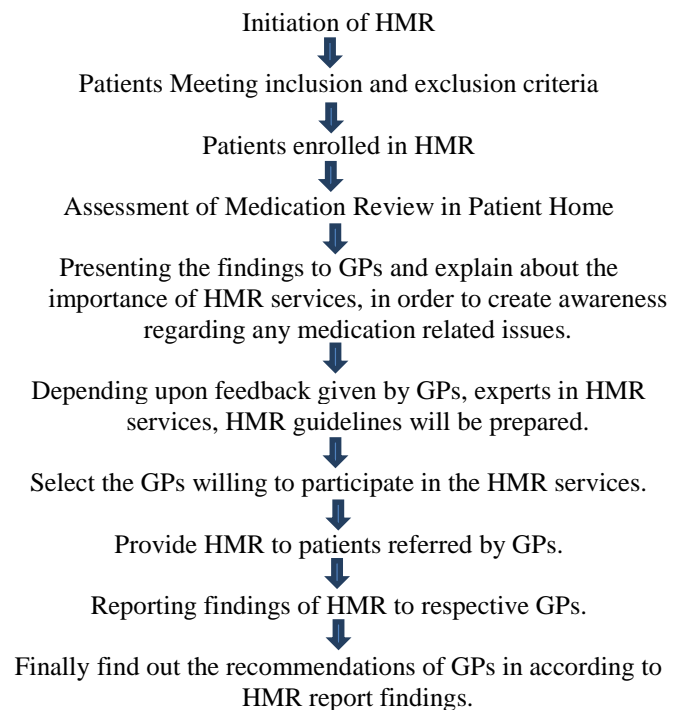 Initiation of HMR
Patients Meeting inclusion and exclusion criteria
Patients enrolled in HMR
Assessment of Medication Review in Patient Home
Presenting the findings to GPs and explain about the
importance of HMR services, in order to create awareness
regarding any medication related issues.
Depending upon feedback given by GPs, experts in HMR
services, HMR guidelines will be prepared.
Select the GPs willing to participate in the HMR services.
Provide HMR to patients referred by GPs.
Reporting findings of HMR to respective GPs.
Finally find out the recommendations of GPs in according to
HMR report findings.